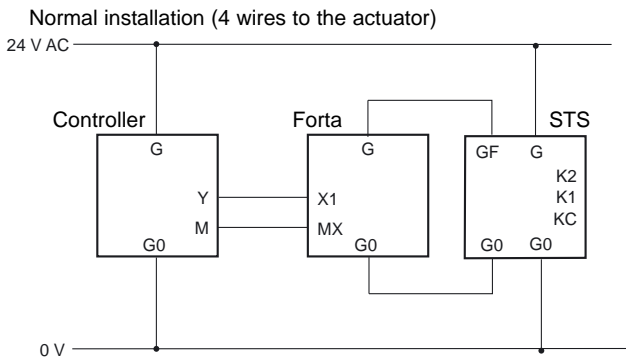 Normal installation (4 wires to the actuator)
24 V AC
Controller Forta STS
G G GF G
K2
Y X1 K1
M MX KC
G0 G0 G0 G0
0 V